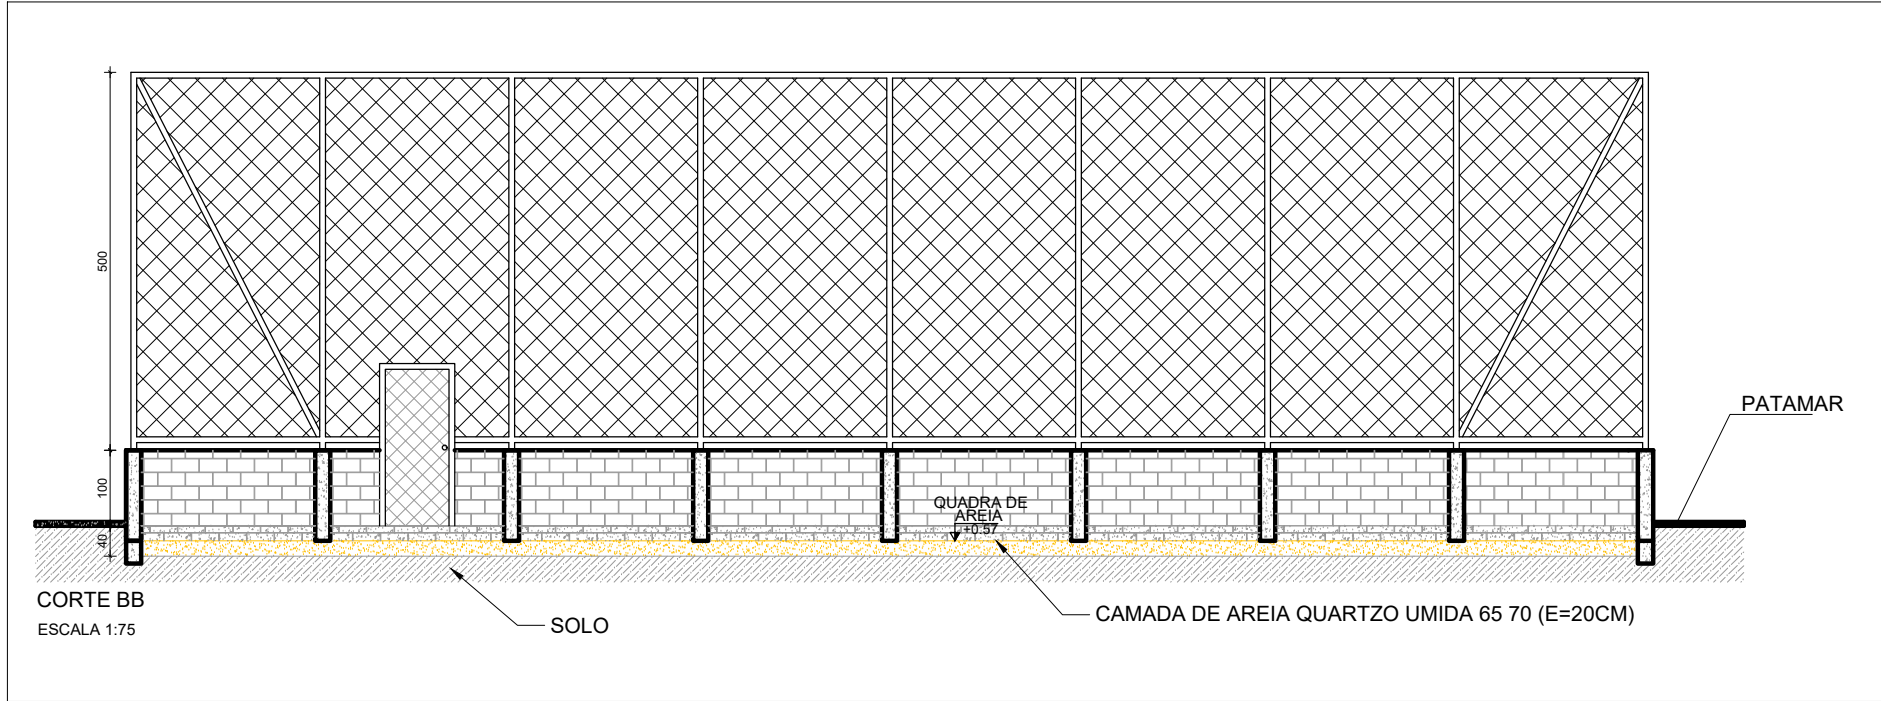 500
100
40
QUADRA DE
AREIA
+0.57
PATAMAR
CORTE BB
ESCALA 1:75
SOLO
CAMADA DE AREIA QUARTZO UMIDA 65 70 (E=20CM)